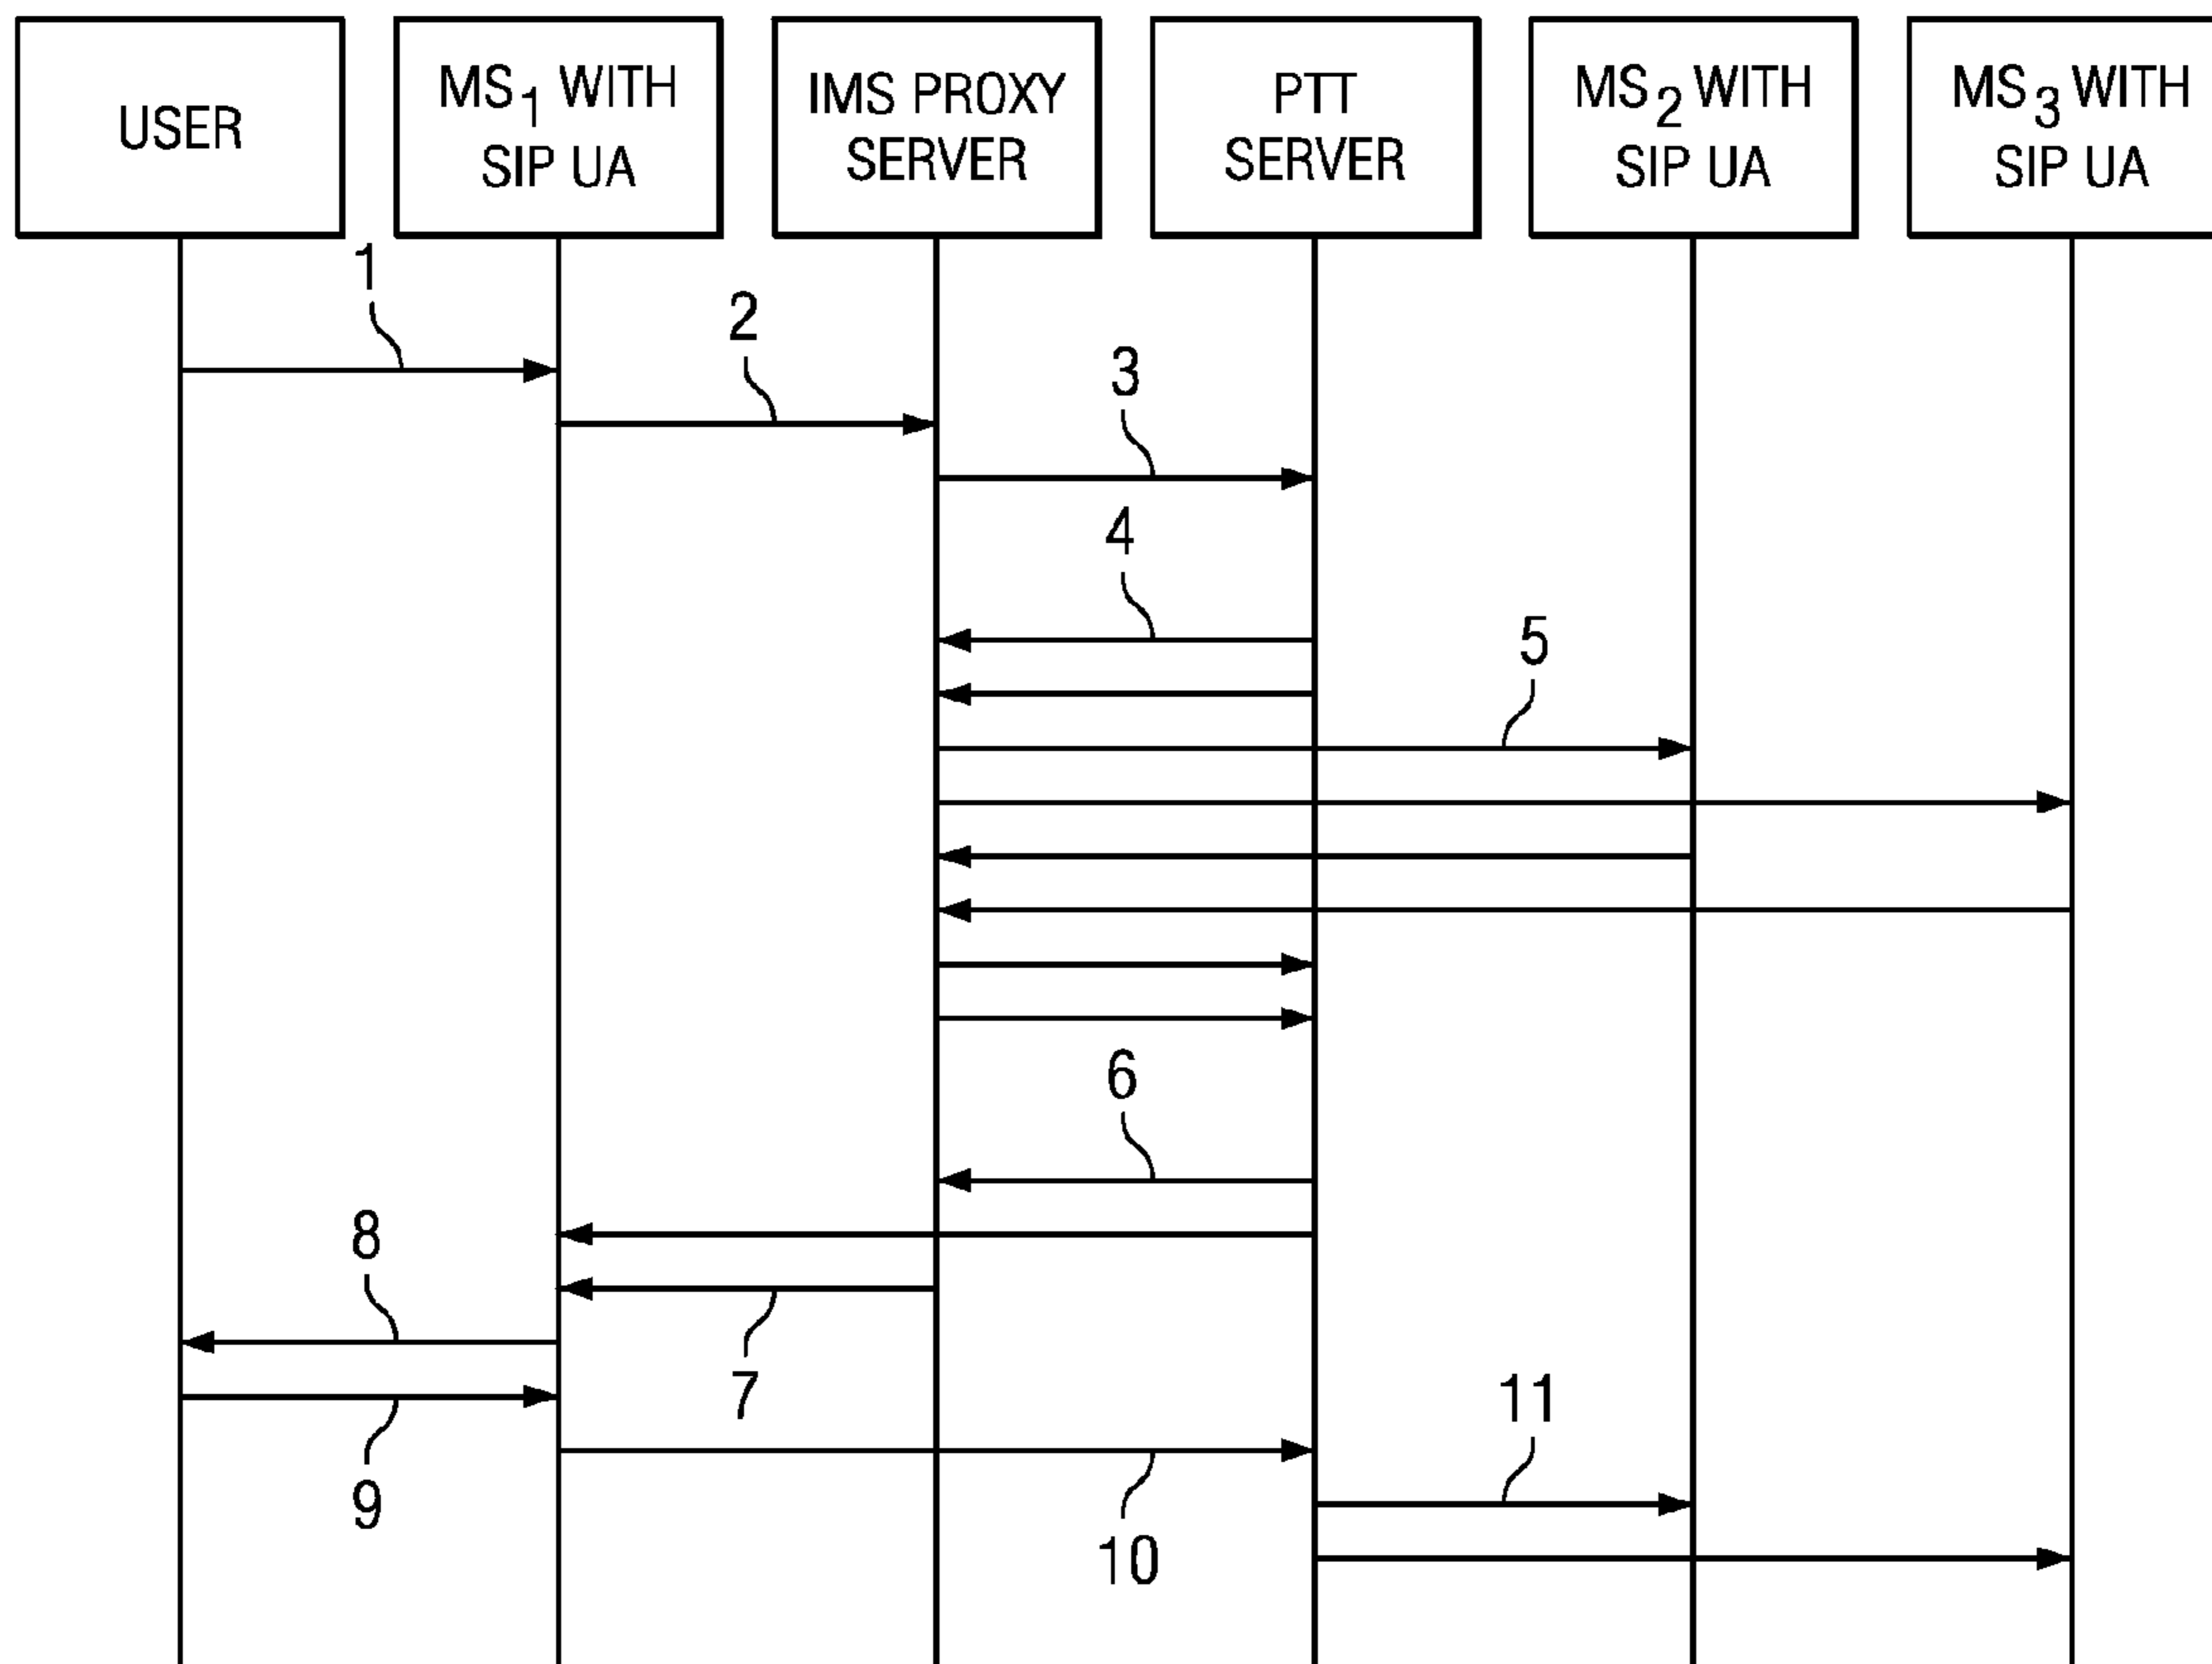 USER
MS1 WITH
SIP UA
IMS PROXY
SERVER
PTT
SERVER
MS2 WITH
SIP UA
MS3 WITH
SIP UA
1
2
3
4
5
6
8
7
9
11
10